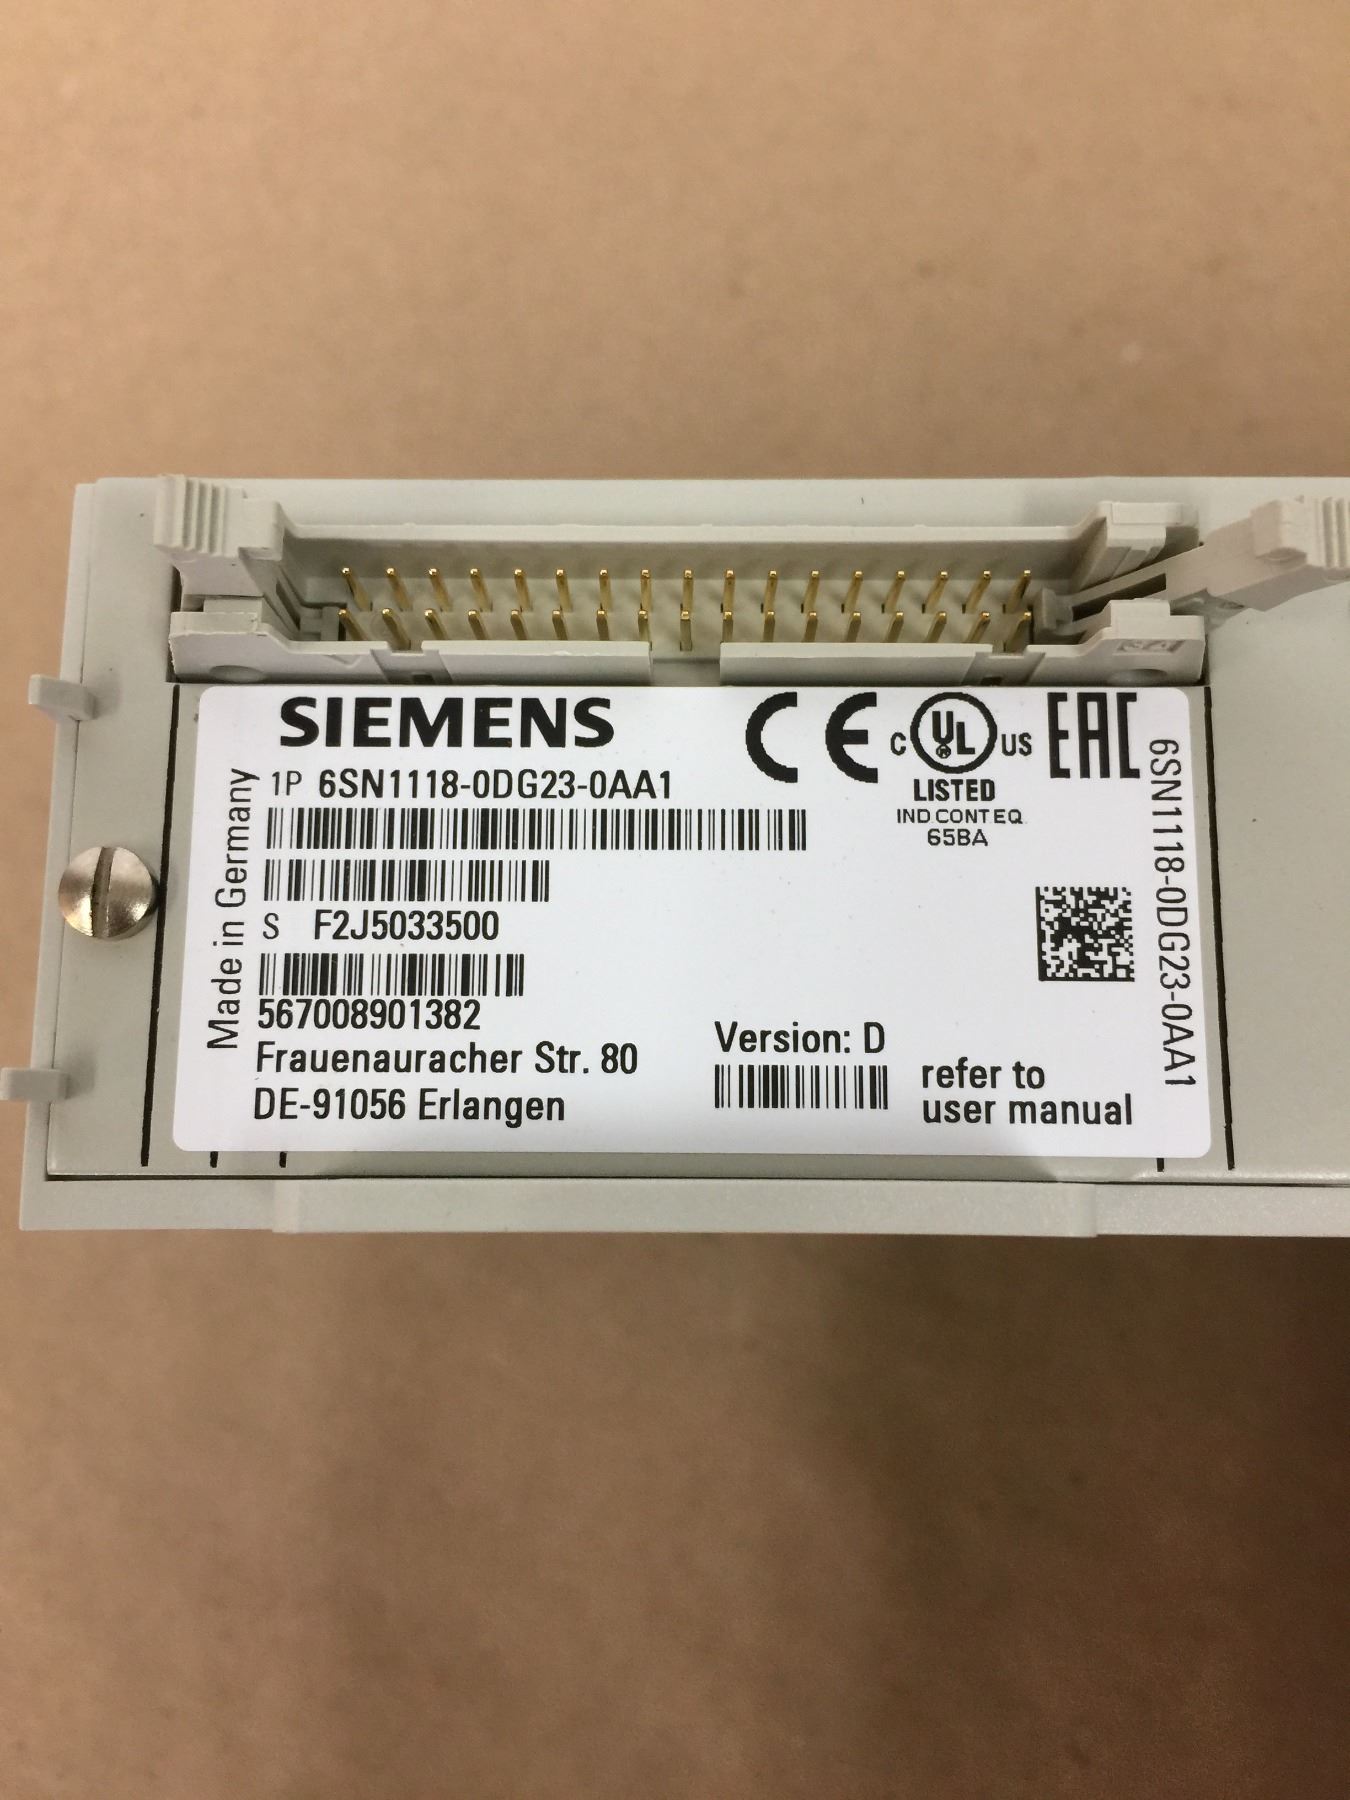 SIEMENS
1P 6SN1118-0DG23-0AA1
S F2J5033500
567008901382
Frauenauracher Str. 80
DE-91056 Erlangen
Made in Germany
CE
C UL US
LISTED
IND CONT EQ
65BA
EAC
Version: D
refer to
user manual
6SN1118-0DG23-0AA1